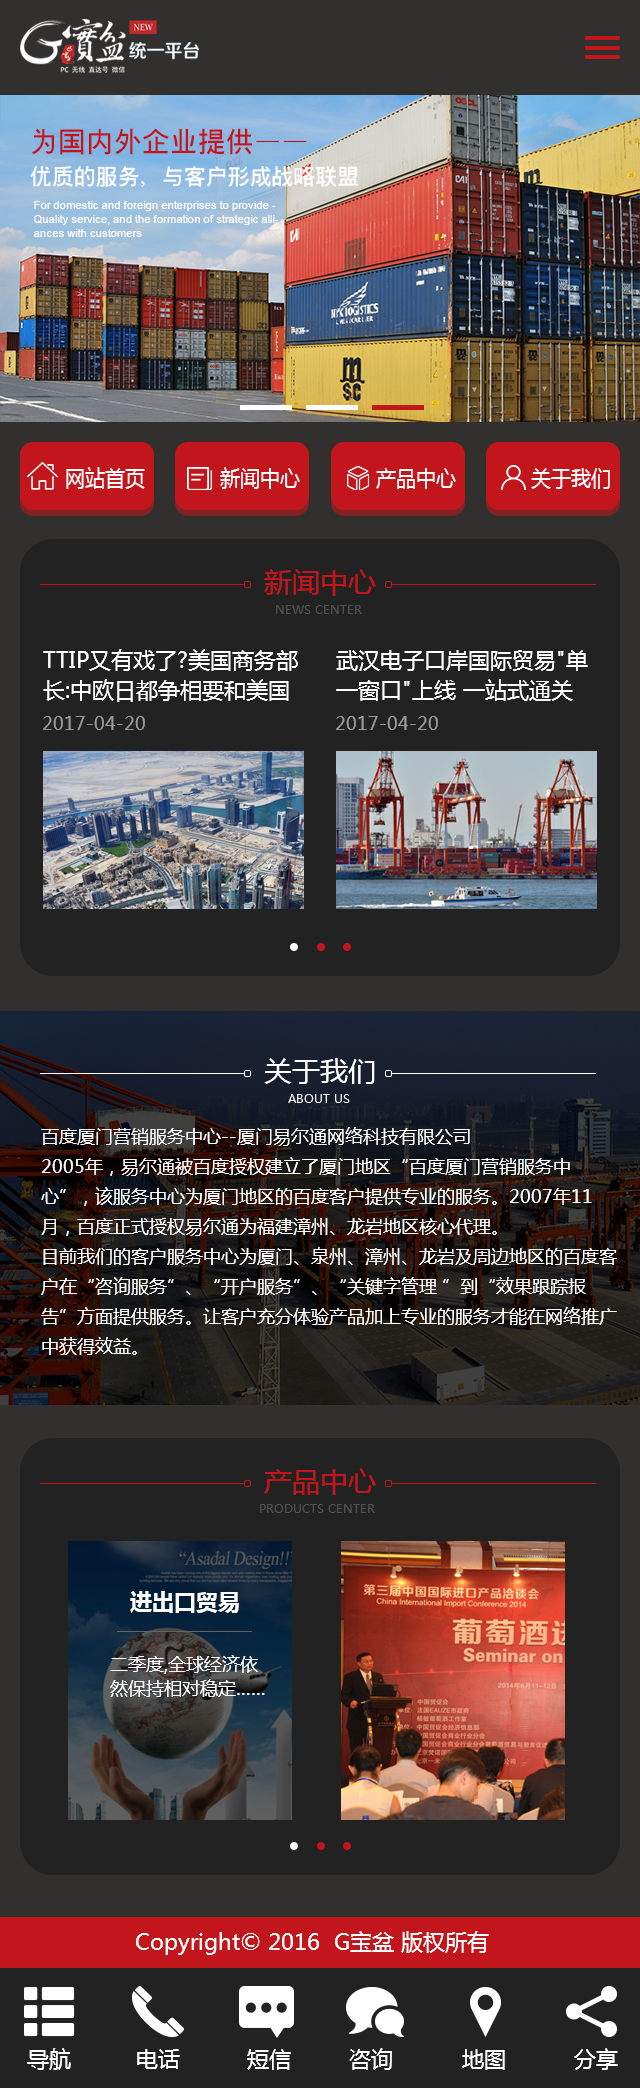 G宝盆 NEW
统一平台
PC 无线 直达号 微信
为国内外企业提供——
优质的服务，与客户形成战略联盟
For domestic and foreign enterprises to provide -
Quality service, and the formation of strategic alli-
ances with customers
CAI
NYK LOGISTICS
MSC
网站首页 新闻中心 产品中心 关于我们
新闻中心
NEWS CENTER
TTIP又有戏了?美国商务部
长:中欧日都争相要和美国
2017-04-20
武汉电子口岸国际贸易"单
一窗口"上线 一站式通关
2017-04-20
关于我们
ABOUT US
百度厦门营销服务中心--厦门易尔通网络科技有限公司
2005年，易尔通被百度授权建立了厦门地区“百度厦门营销服务中
心”，该服务中心为厦门地区的百度客户提供专业的服务。2007年11
月，百度正式授权易尔通为福建漳州、龙岩地区核心代理。
目前我们的客户服务中心为厦门、泉州、漳州、龙岩及周边地区的百度客
户在“咨询服务”、“开户服务”、“关键字管理 ”到“效果跟踪报
告”方面提供服务。让客户充分体验产品加上专业的服务才能在网络推广
中获得效益。
产品中心
PRODUCTS CENTER
“Asadal Design!!”
进出口贸易
二季度,全球经济依
然保持相对稳定......
第三届中国国际进口产品洽谈会
China International Import Conference 2014
葡萄酒进
Seminar on
2014年6月11-12日
Copyright© 2016 G宝盆 版权所有
导航 电话 短信 咨询 地图 分享